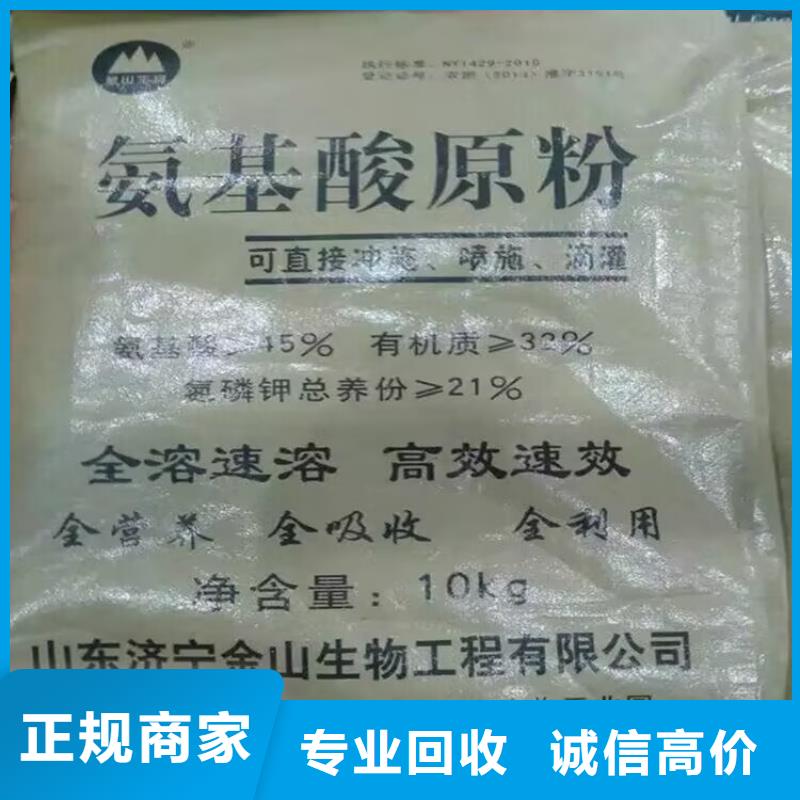 金山生物
执行标准：NY1429-2010
氨基酸原粉
可直接冲施、喷施、滴灌
氨基酸≥45% 有机质≥32%
氮磷钾总养份≥21%
全溶速溶 高效速效
全营养 全吸收 全利用
净含量：10kg
山东济宁金山生物工程有限公司
正规商家 专业回收 诚信高价